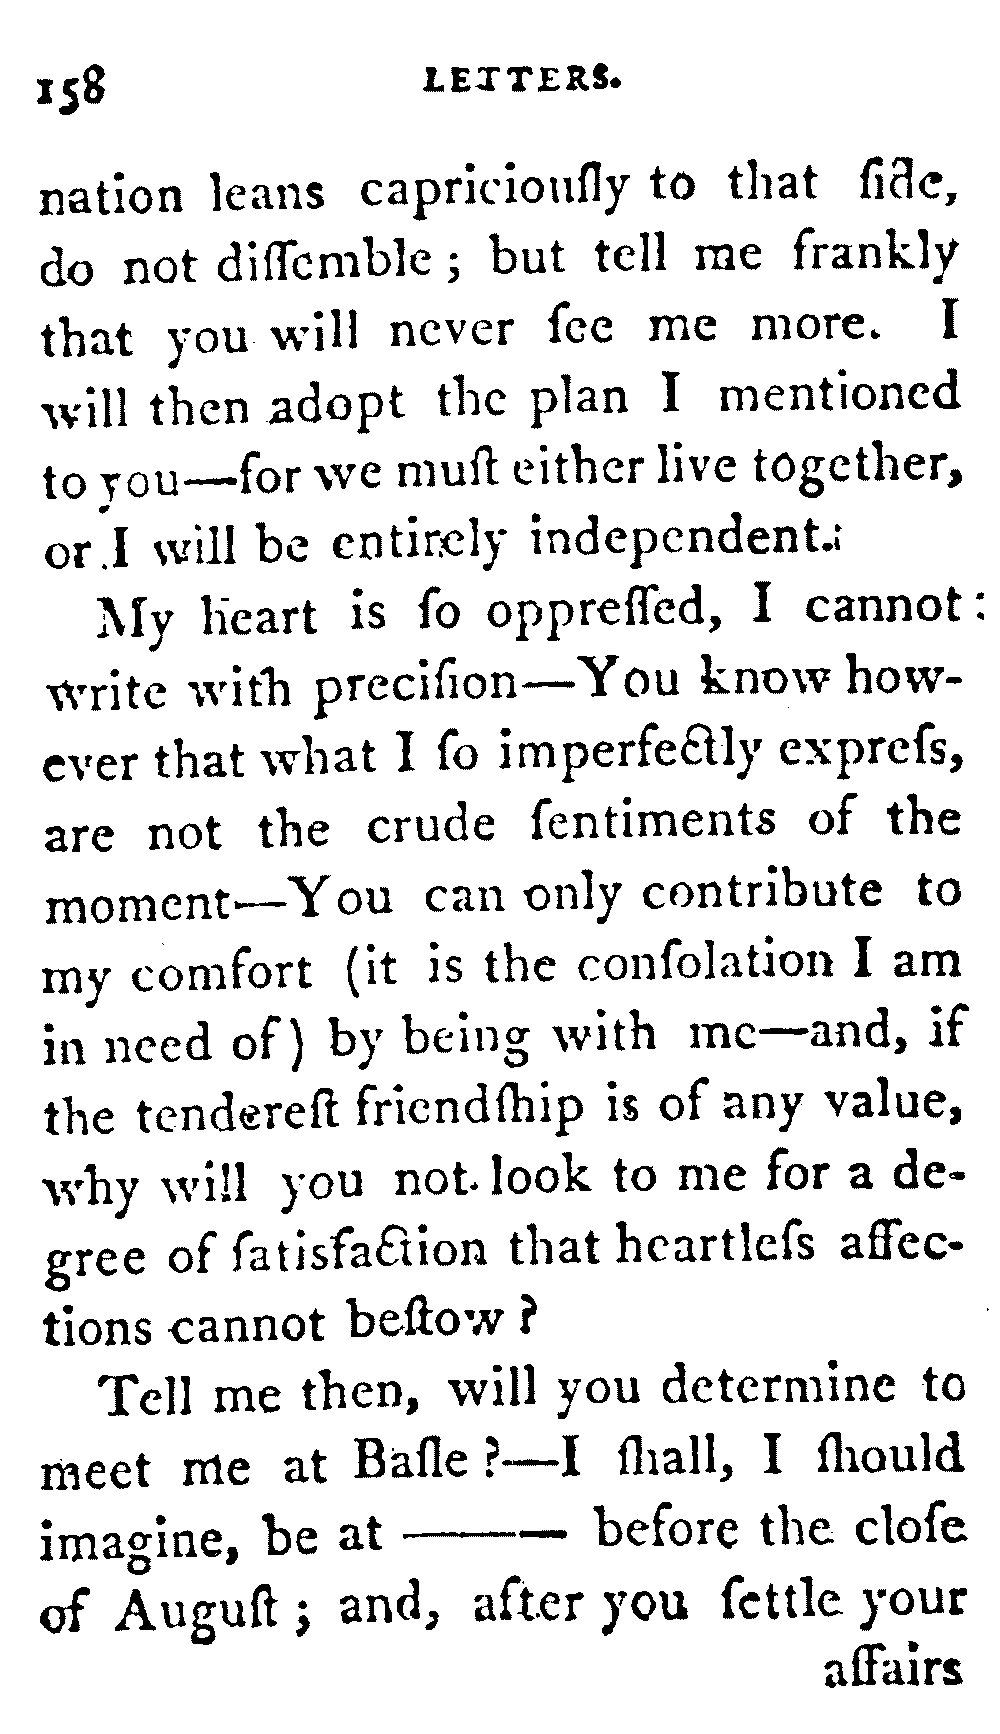 158 LETTERS.
nation leans capriciouſly to that ſide,
do not diſſemble; but tell me frankly
that you will never ſee me more. I
will then adopt the plan I mentioned
to you—for we muſt either live together,
or I will be entirely independent.
My heart is ſo oppreſſed, I cannot
write with preciſion—You know how-
ever that what I ſo imperfectly expreſs,
are not the crude ſentiments of the
moment—You can only contribute to
my comfort (it is the conſolation I am
in need of) by being with me—and, if
the tendereſt friendſhip is of any value,
why will you not look to me for a de-
gree of ſatisfaction that heartleſs affec-
tions cannot beſtow?
Tell me then, will you determine to
meet me at Baſle?—I ſhall, I ſhould
imagine, be at ——— before the cloſe
of Auguſt; and, after you ſettle your
affairs